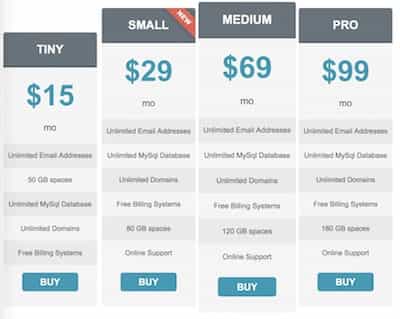 TINY
$15
mo
Unlimited Email Addresses
50 GB spaces
Unlimited MySql Database
Unlimited Domains
Free Billing Systems
BUY
SMALL
NEW
$29
mo
Unlimited Email Addresses
Unlimited MySql Database
Unlimited Domains
Free Billing Systems
80 GB spaces
Online Support
BUY
MEDIUM
$69
mo
Unlimited Email Addresses
Unlimited MySql Database
Unlimited Domains
Free Billing Systems
120 GB spaces
Online Support
BUY
PRO
$99
mo
Unlimited Email Addresses
Unlimited MySql Database
Unlimited Domains
Free Billing Systems
180 GB spaces
Online Support
BUY